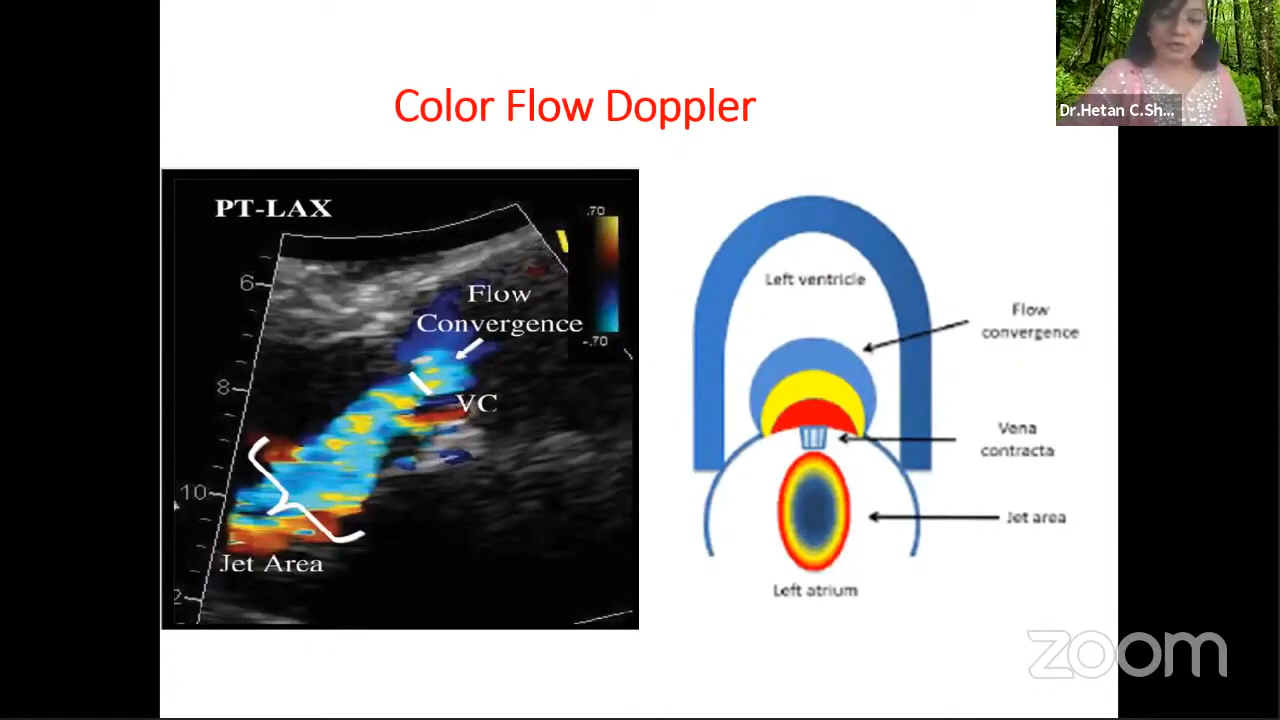 Color Flow Doppler
Dr.Hetan C.Sh...
PT-LAX
.70
6
Flow
Convergence
-.70
8
VC
10
Jet Area
2
Left ventricle
Flow
convergence
Vena
contracta
Jet area
Left atrium
zoom